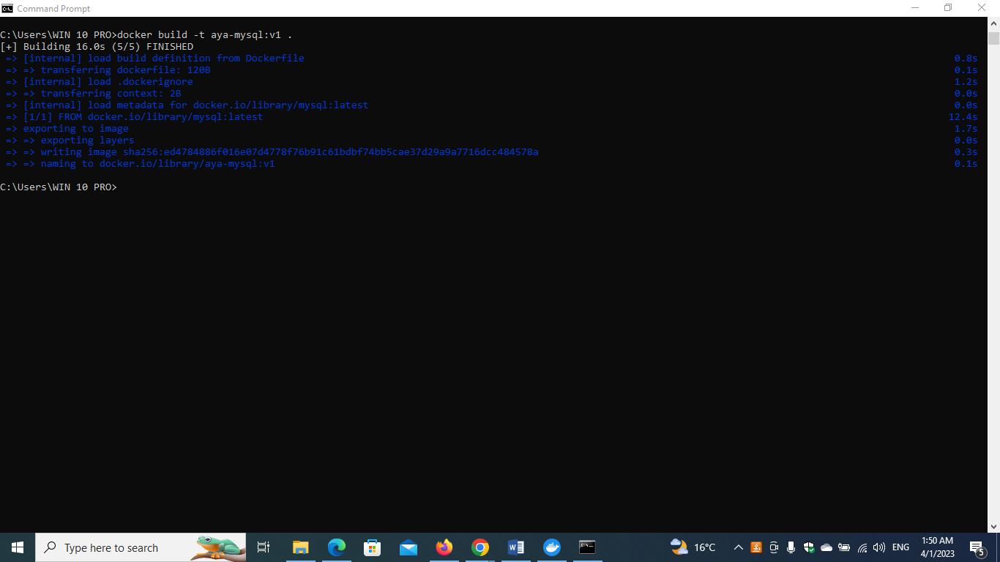 Command Prompt
C:\Users\WIN 10 PRO>docker build -t aya-mysql:v1 .
[+] Building 16.0s (5/5) FINISHED
=> [internal] load build definition from Dockerfile 0.8s
=> => transferring dockerfile: 120B 0.1s
=> [internal] load .dockerignore 1.2s
=> => transferring context: 2B 0.0s
=> [internal] load metadata for docker.io/library/mysql:latest 0.0s
=> [1/1] FROM docker.io/library/mysql:latest 12.4s
=> exporting to image 1.7s
=> => exporting layers 0.0s
=> => writing image sha256:ed4784886f016e07d4778f76b91c61bdbf74bb5cae37d29a9a7716dcc484578a 0.3s
=> => naming to docker.io/library/aya-mysql:v1 0.1s
C:\Users\WIN 10 PRO>
Type here to search
16°C
ENG
1:50 AM
4/1/2023
5